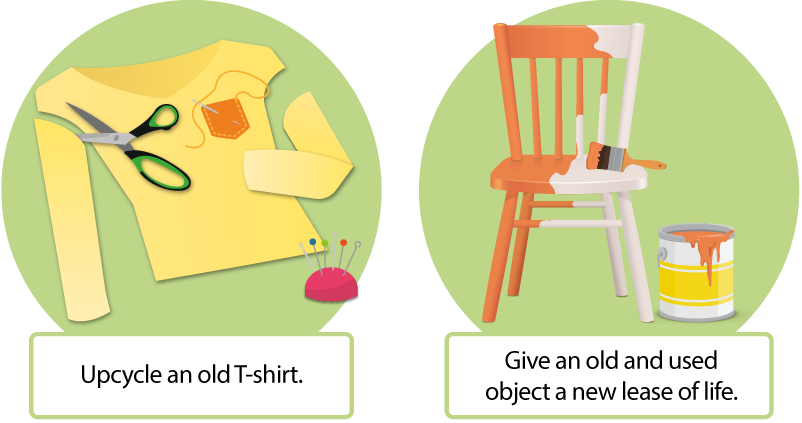 Upcycle an old T-shirt.
Give an old and used
object a new lease of life.